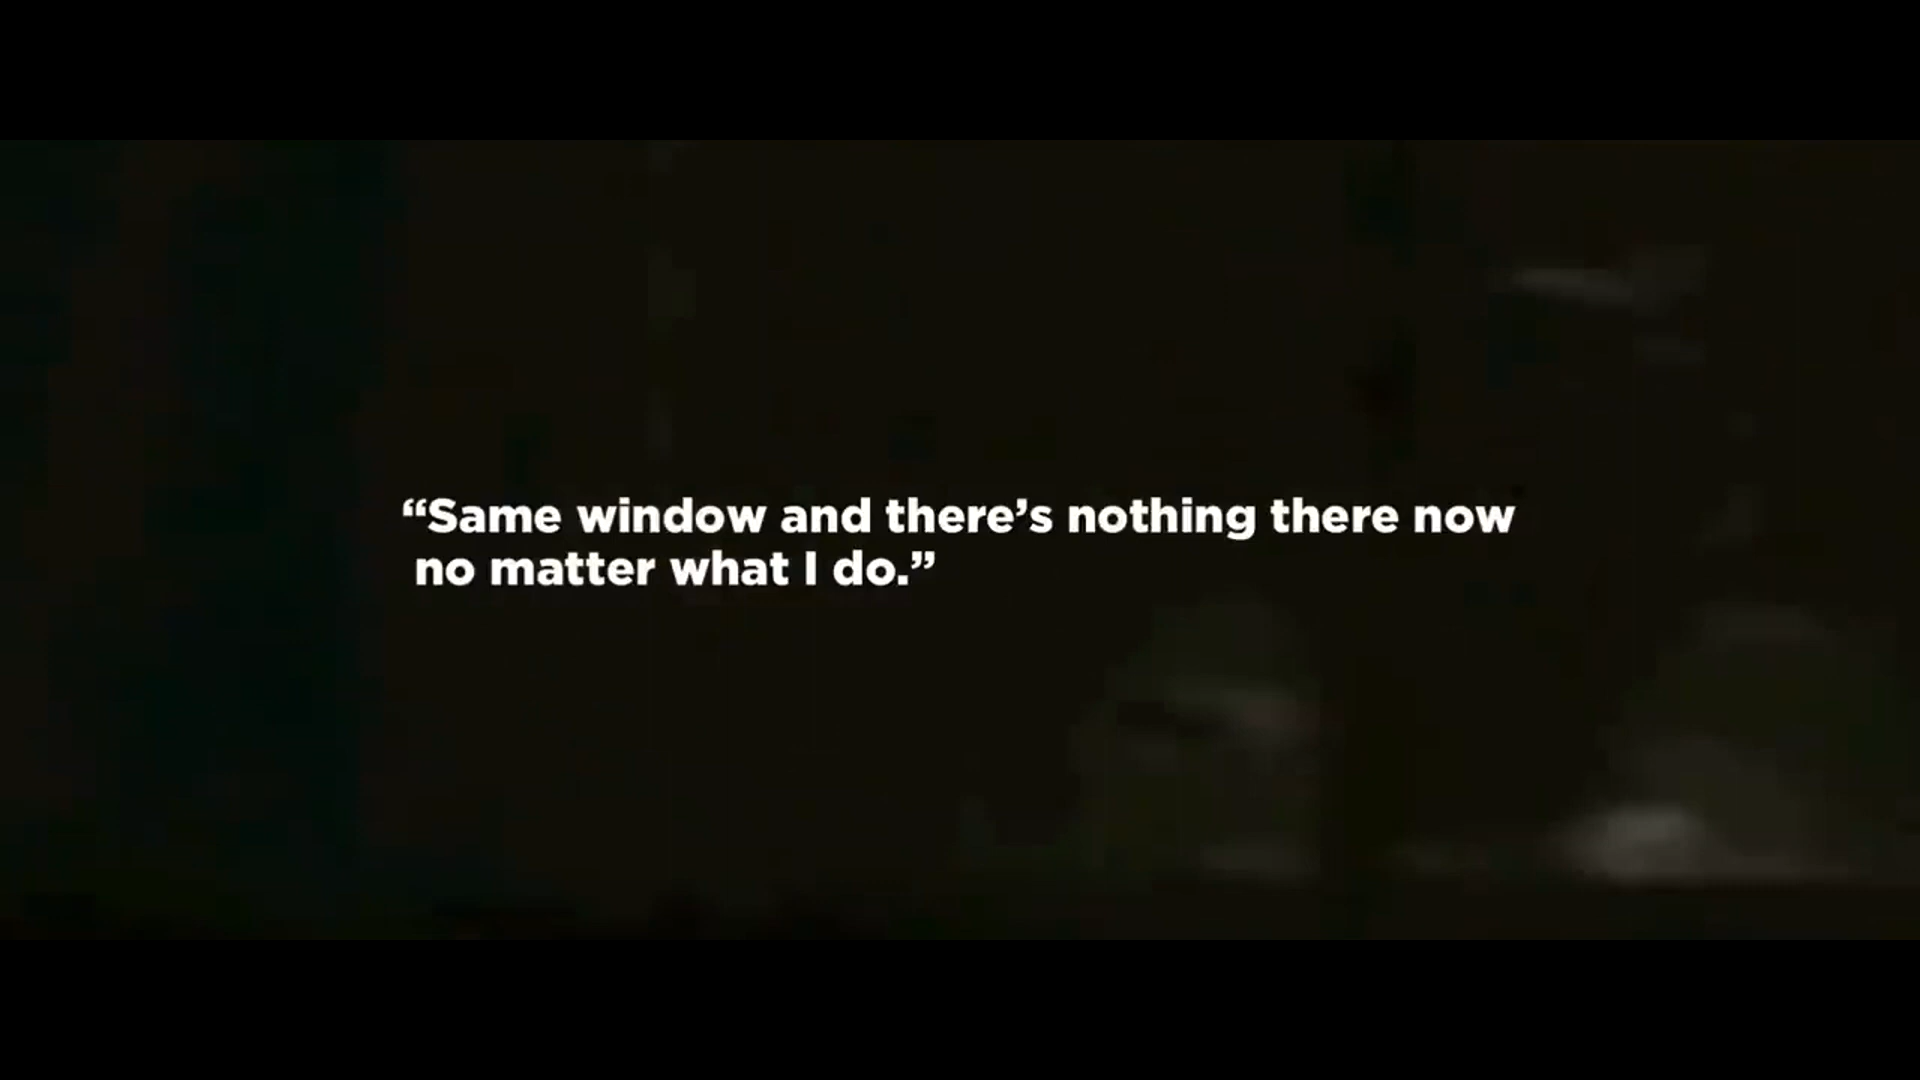 “Same window and there’s nothing there now
no matter what I do.”